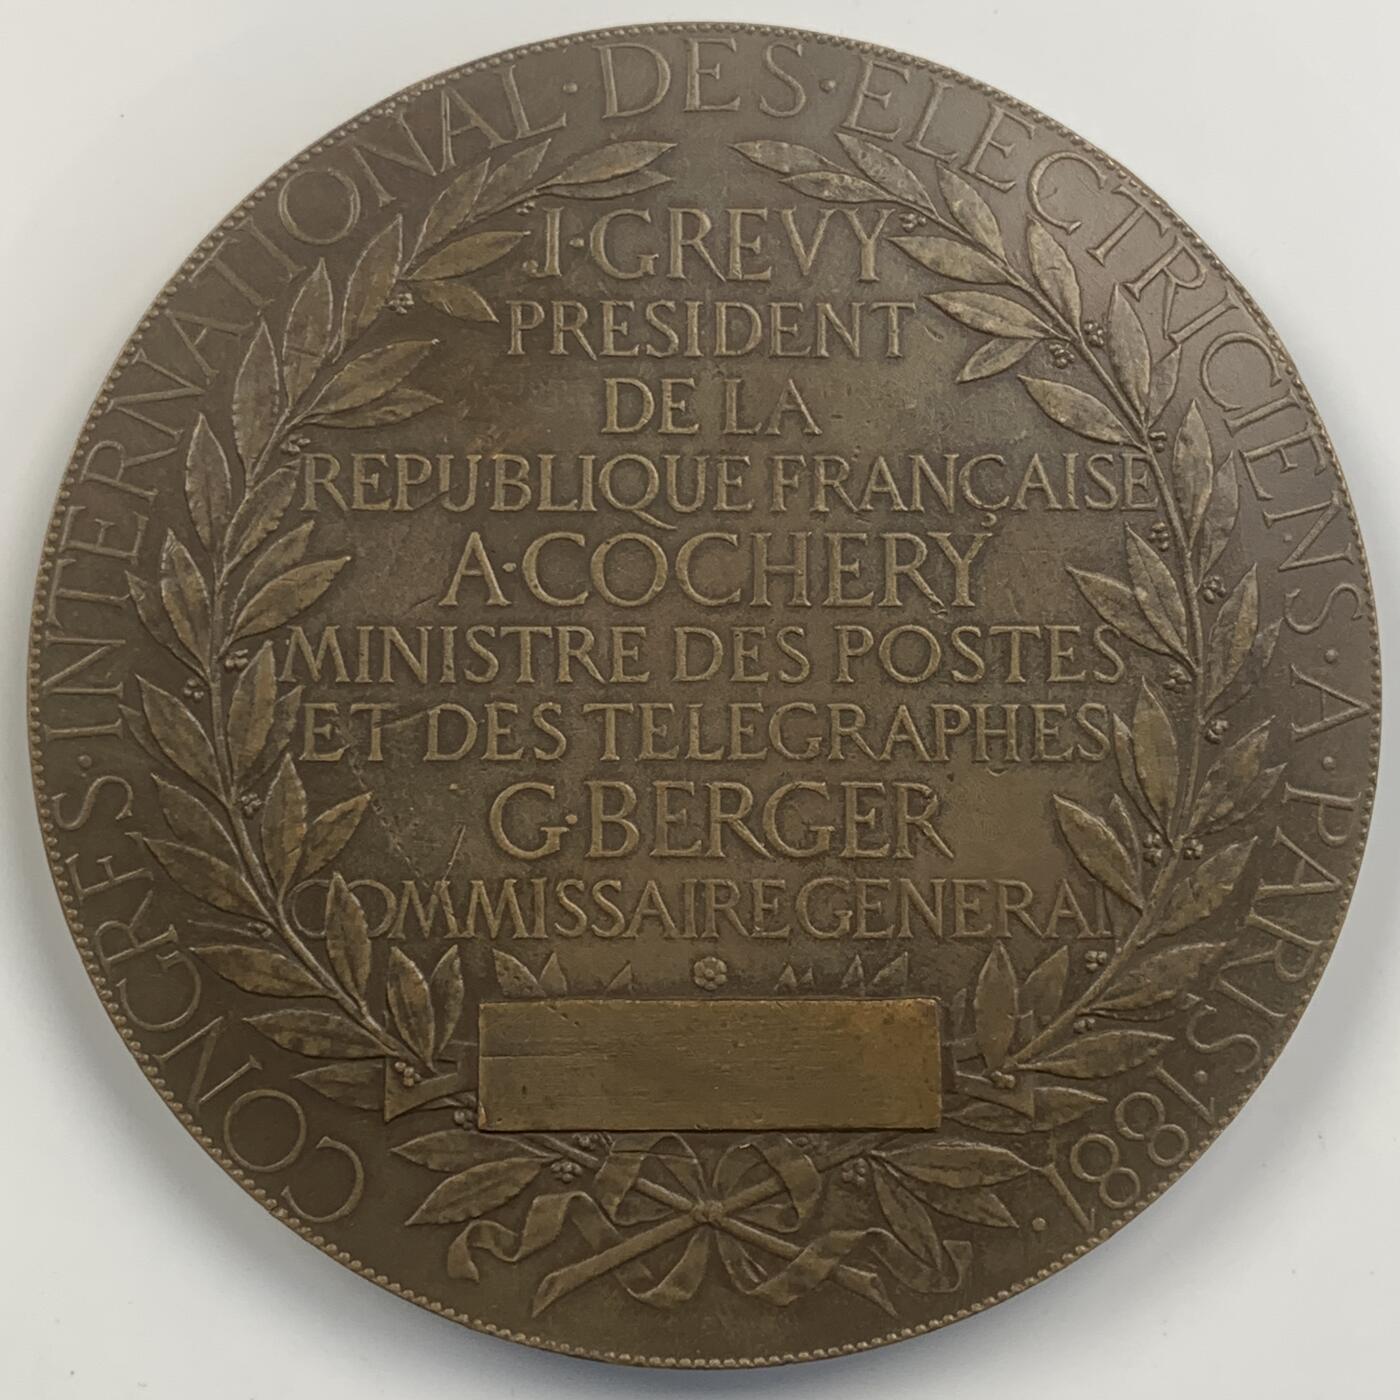 CONGRES · INTERNATIONAL · DES · ELECTRICIENS · A · PARIS · 1881 ·
J · GREVY
PRESIDENT
DE LA
REPUBLIQUE FRANÇAISE
A · COCHERY
MINISTRE DES POSTES
ET DES TELEGRAPHES
G · BERGER
COMMISSAIRE GENERAL